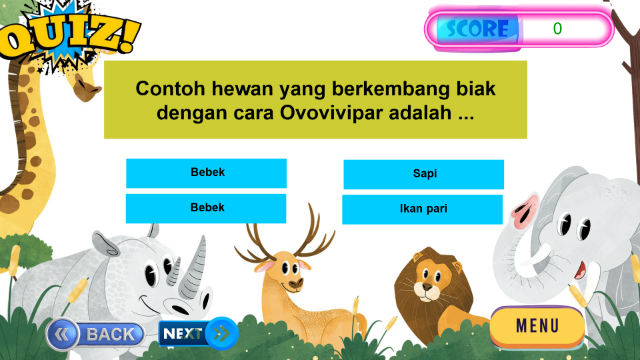 QUIZ!
SCORE 0
Contoh hewan yang berkembang biak
dengan cara Ovovivipar adalah ...
Bebek
Sapi
Bebek
Ikan pari
BACK
NEXT
MENU